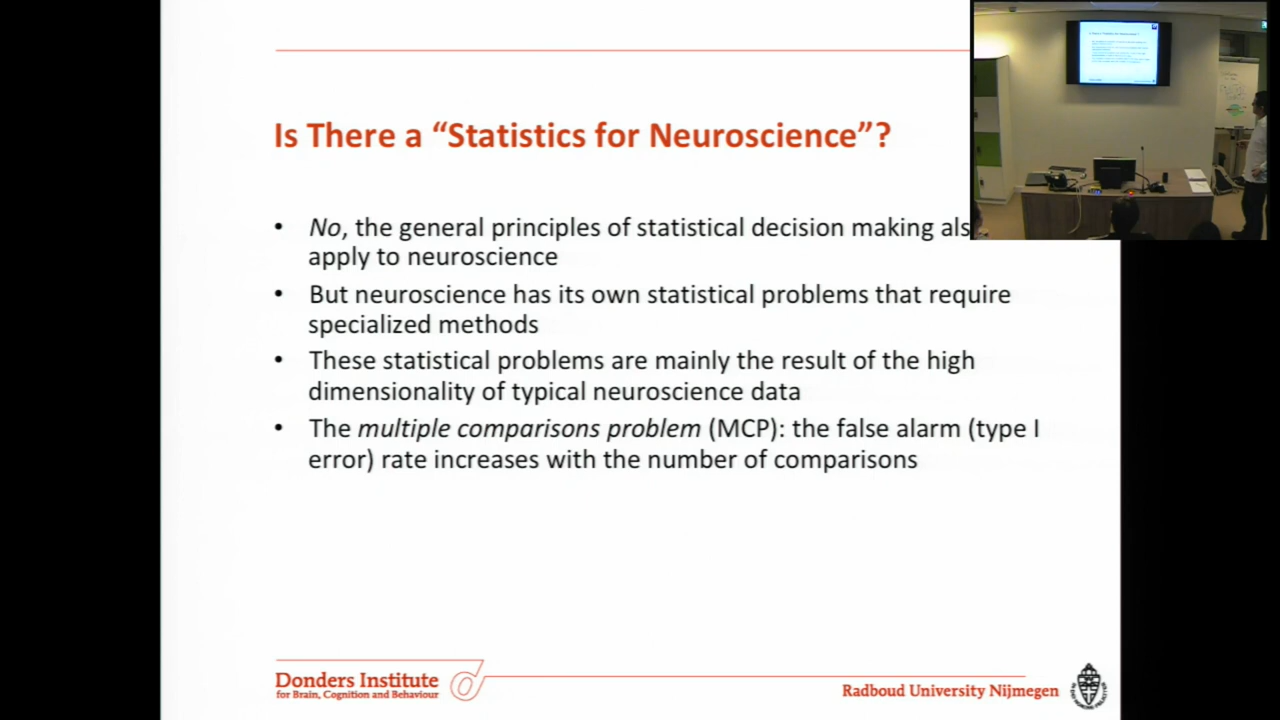 Is There a “Statistics for Neuroscience”?
• No, the general principles of statistical decision making als
apply to neuroscience
• But neuroscience has its own statistical problems that require
specialized methods
• These statistical problems are mainly the result of the high
dimensionality of typical neuroscience data
• The multiple comparisons problem (MCP): the false alarm (type I
error) rate increases with the number of comparisons
Donders Institute
for Brain, Cognition and Behaviour
Radboud University Nijmegen